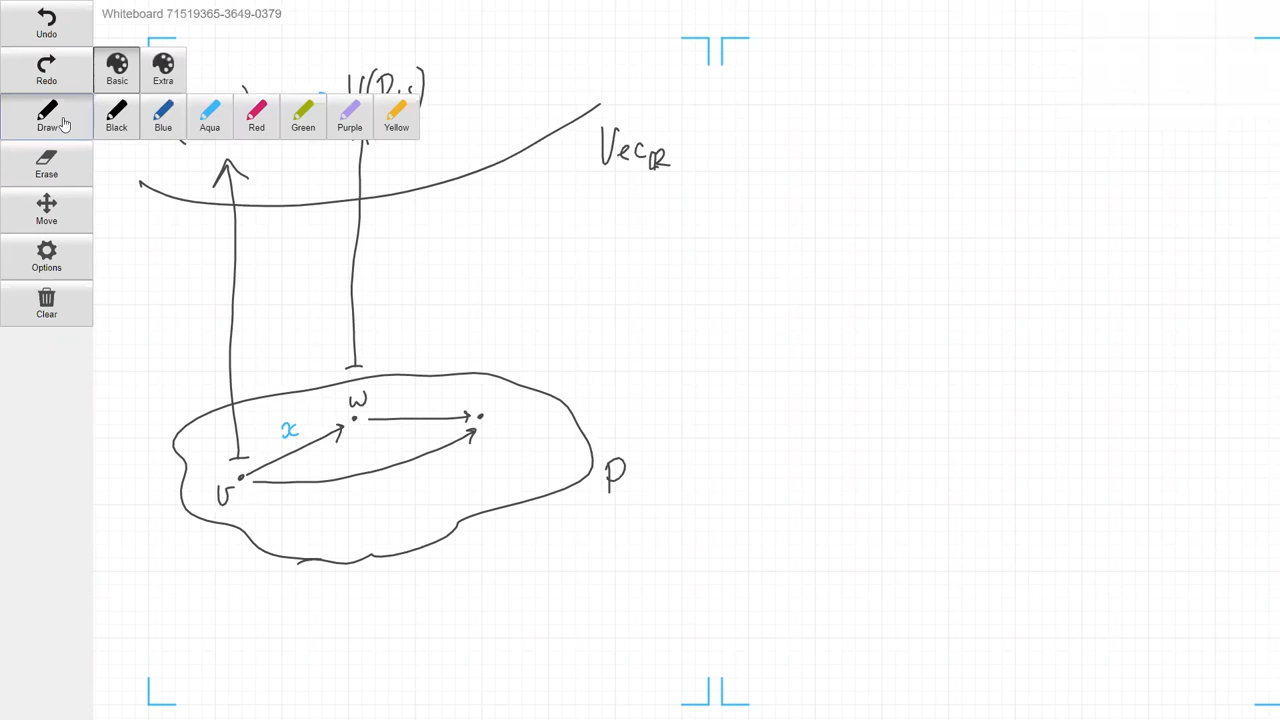 Whiteboard 71519365-3649-0379
Undo
Redo
Basic
Extra
Draw
Black
Blue
Aqua
Red
Green
Purple
Yellow
Erase
Move
Options
Clear
Vec ℝ
w
x
v
P